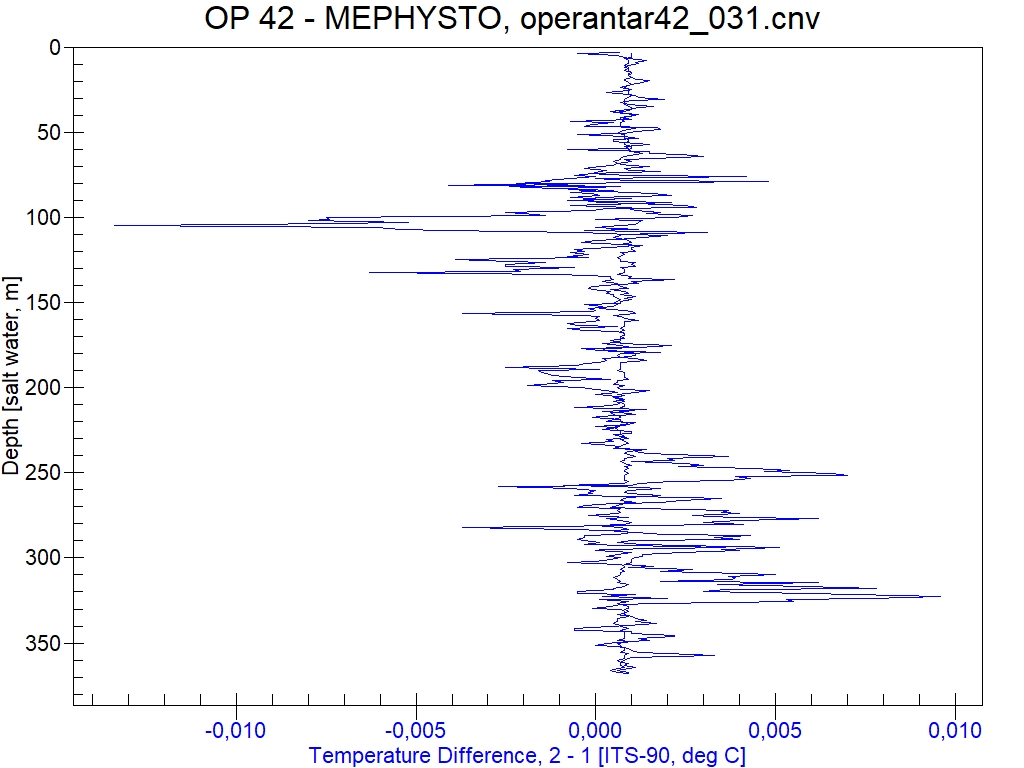 OP 42 - MEPHYSTO, operantar42_031.cnv
0
50
100
150
200
250
300
350
Depth [salt water, m]
-0,010 -0,005 0,000 0,005 0,010
Temperature Difference, 2 - 1 [ITS-90, deg C]